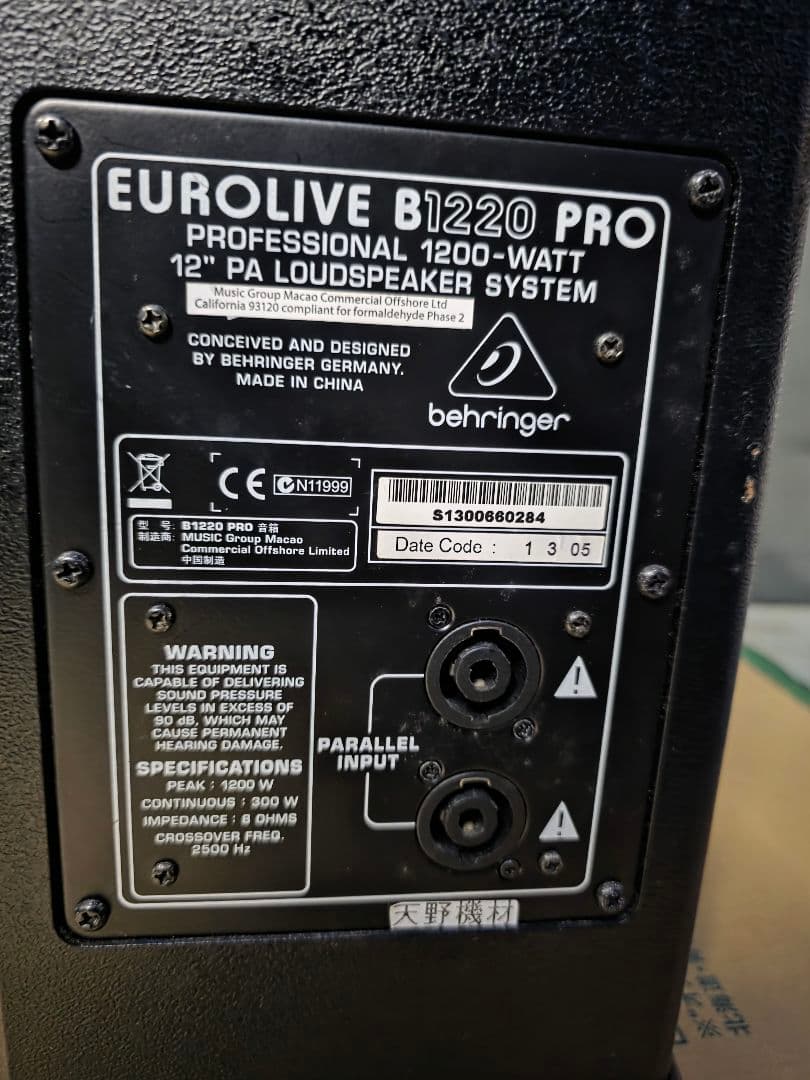 EUROLIVE B1220 PRO
PROFESSIONAL 1200-WATT
12" PA LOUDSPEAKER SYSTEM
Music Group Macao Commercial Offshore Ltd
California 93120 compliant for formaldehyde Phase 2
CONCEIVED AND DESIGNED
BY BEHRINGER GERMANY.
MADE IN CHINA
behringer
CE N11999
S1300660284
Date Code : 1 3 05
型 号: B1220 PRO 音箱
制造商: MUSIC Group Macao
Commercial Offshore Limited
中国制造
WARNING
THIS EQUIPMENT IS
CAPABLE OF DELIVERING
SOUND PRESSURE
LEVELS IN EXCESS OF
90 dB, WHICH MAY
CAUSE PERMANENT
HEARING DAMAGE.
SPECIFICATIONS
PEAK : 1200 W
CONTINUOUS : 300 W
IMPEDANCE : 8 OHMS
CROSSOVER FREQ.
2500 Hz
PARALLEL
INPUT
天野機材